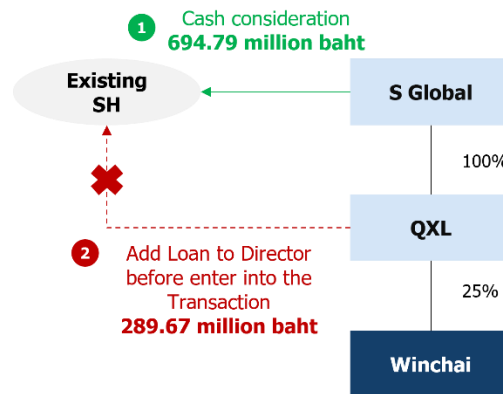 1 Cash consideration
694.79 million baht
Existing
SH
S Global
100%
QXL
2 Add Loan to Director
before enter into the
Transaction
289.67 million baht
25%
Winchai